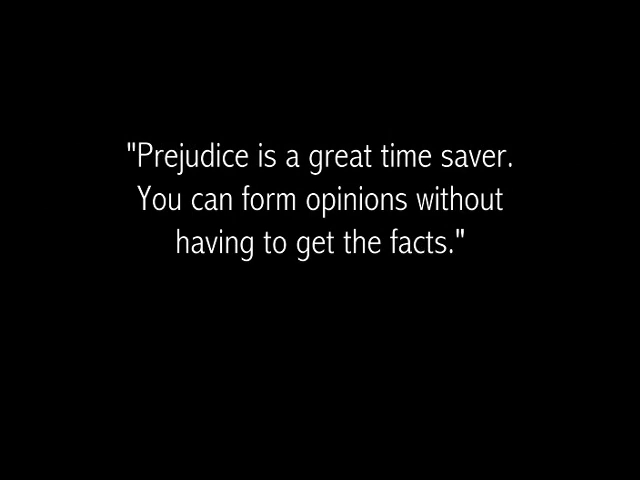 "Prejudice is a great time saver.
You can form opinions without
having to get the facts."